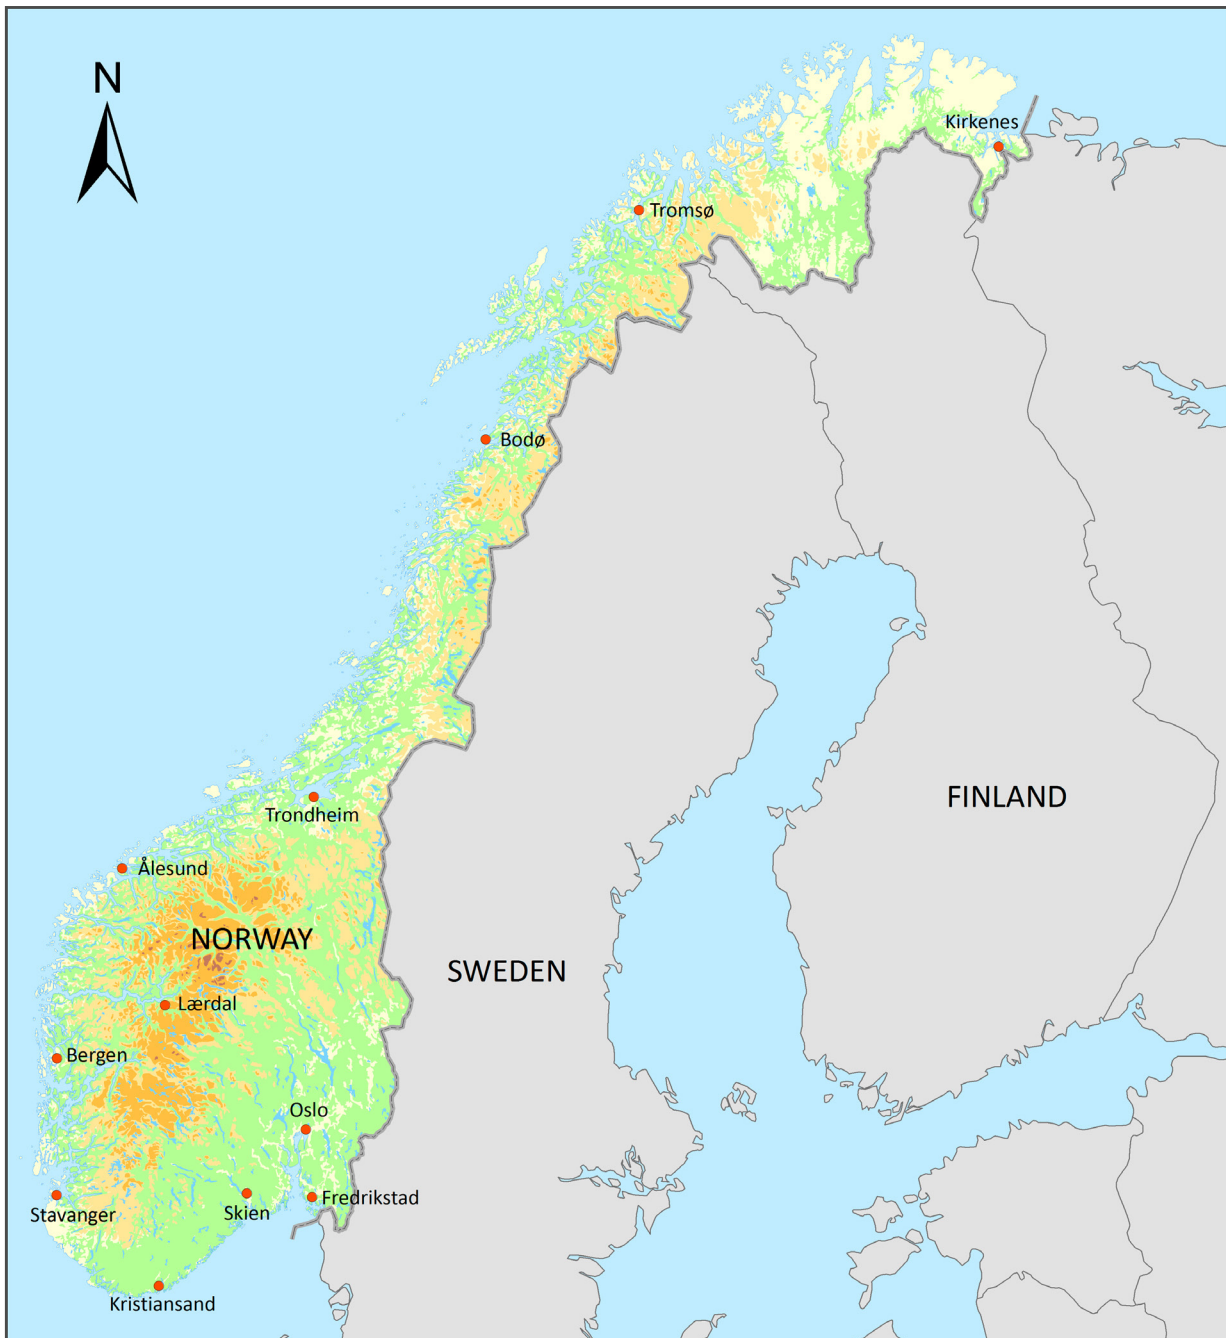 N
Kirkenes
Tromsø
Bodø
Trondheim
FINLAND
Ålesund
NORWAY
SWEDEN
Lærdal
Bergen
Oslo
Fredrikstad
Stavanger
Skien
Kristiansand